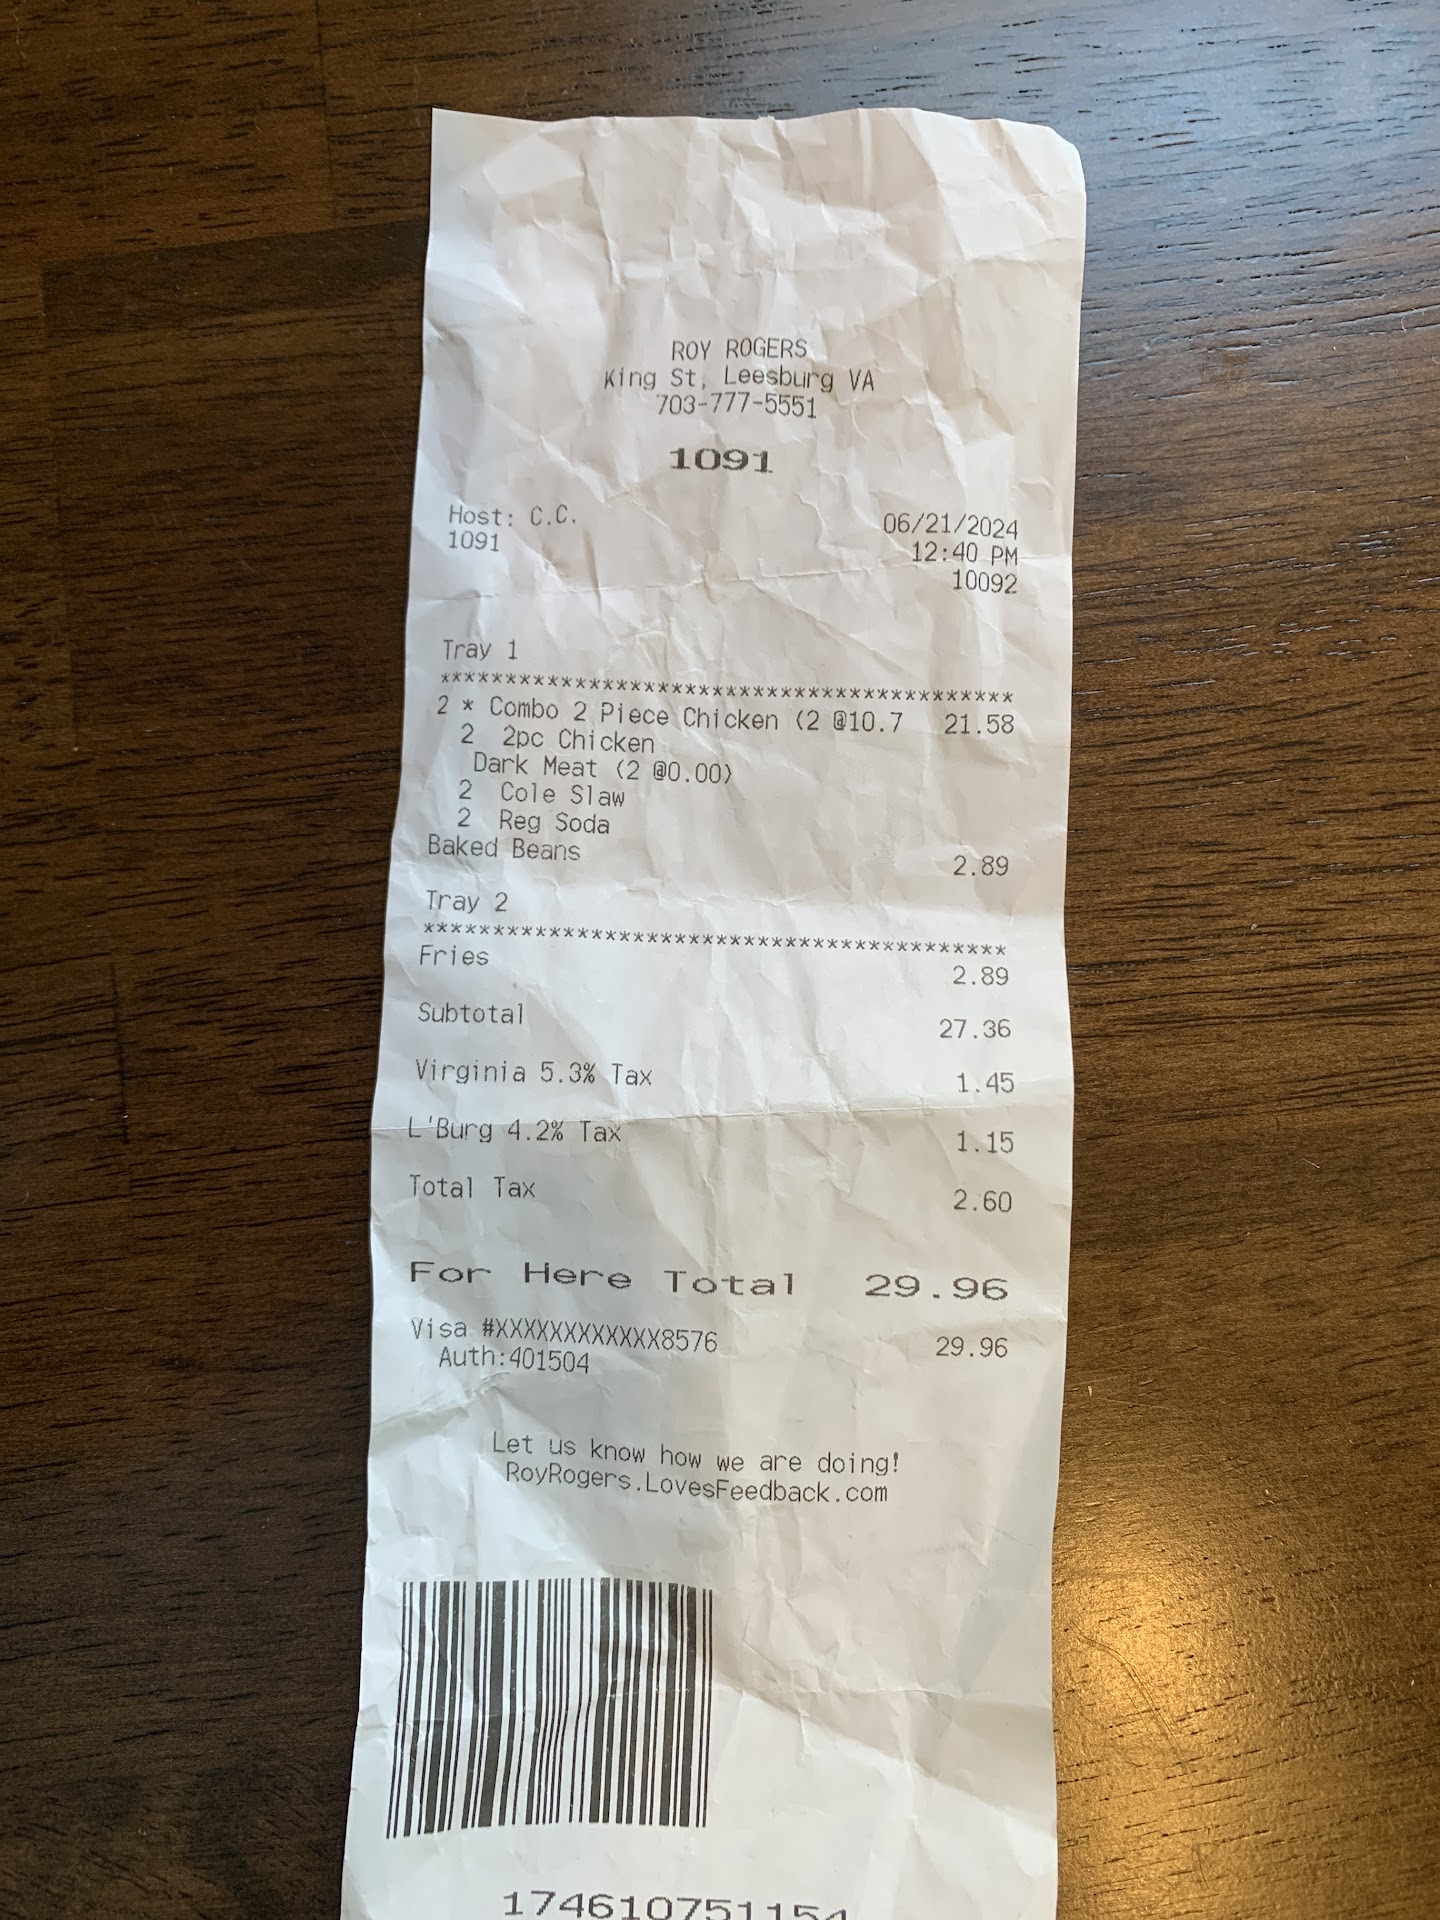 ROY ROGERS
King St, Leesburg VA
703-777-5551
1091
Host: C.C. 06/21/2024
1091 12:40 PM
10092
Tray 1
******************************************
2 * Combo 2 Piece Chicken (2 @10.7 21.58
2 2pc Chicken
Dark Meat (2 @0.00)
2 Cole Slaw
2 Reg Soda
Baked Beans 2.89
Tray 2
******************************************
Fries 2.89
Subtotal 27.36
Virginia 5.3% Tax 1.45
L'Burg 4.2% Tax 1.15
Total Tax 2.60
For Here Total 29.96
Visa #XXXXXXXXXXXX8576 29.96
Auth:401504
Let us know how we are doing!
RoyRogers.LovesFeedback.com
174610751154